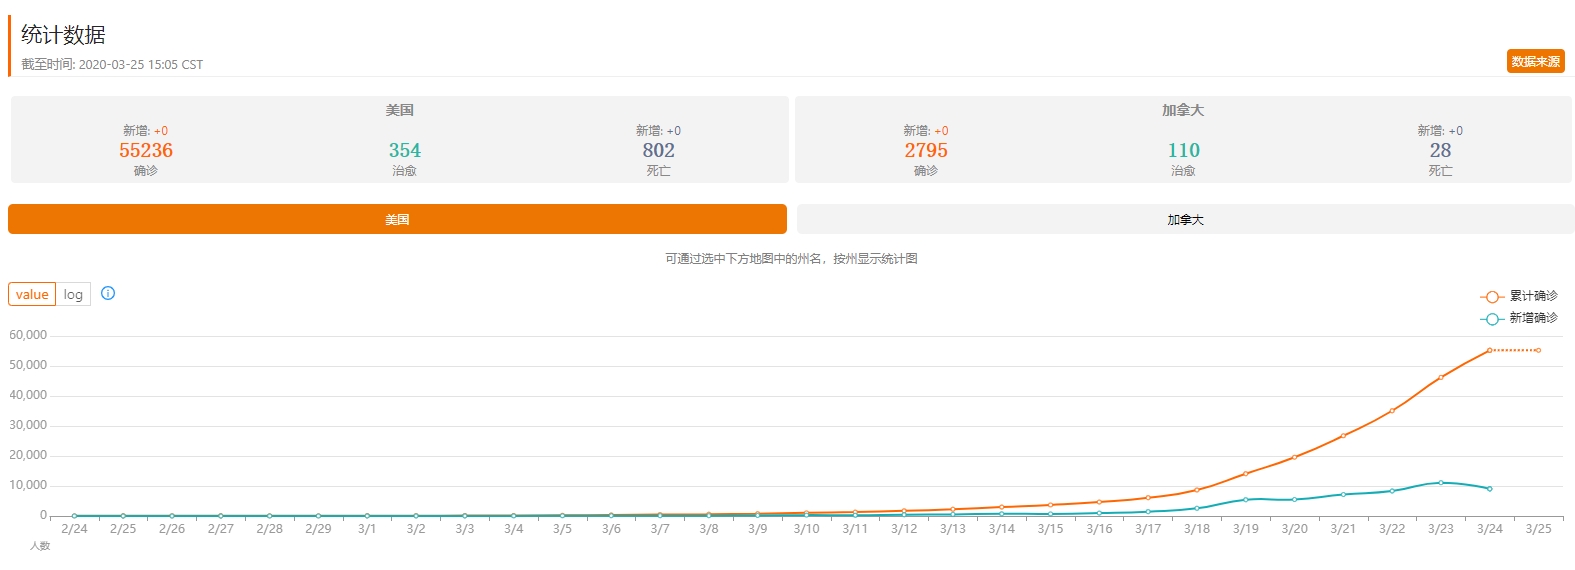 统计数据
截至时间: 2020-03-25 15:05 CST
数据来源
美国
新增: +0
55236
确诊
354
治愈
新增: +0
802
死亡
加拿大
新增: +0
2795
确诊
110
治愈
新增: +0
28
死亡
美国
加拿大
可通过选中下方地图中的州名，按州显示统计图
value log
累计确诊
新增确诊
60,000
50,000
40,000
30,000
20,000
10,000
0
2/24 2/25 2/26 2/27 2/28 2/29 3/1 3/2 3/3 3/4 3/5 3/6 3/7 3/8 3/9 3/10 3/11 3/12 3/13 3/14 3/15 3/16 3/17 3/18 3/19 3/20 3/21 3/22 3/23 3/24 3/25
人数